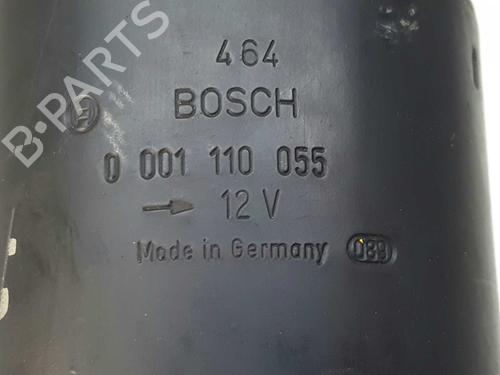 464
BOSCH
0 001 110 055
→ 12 V
Made in Germany 089
B-PARTS